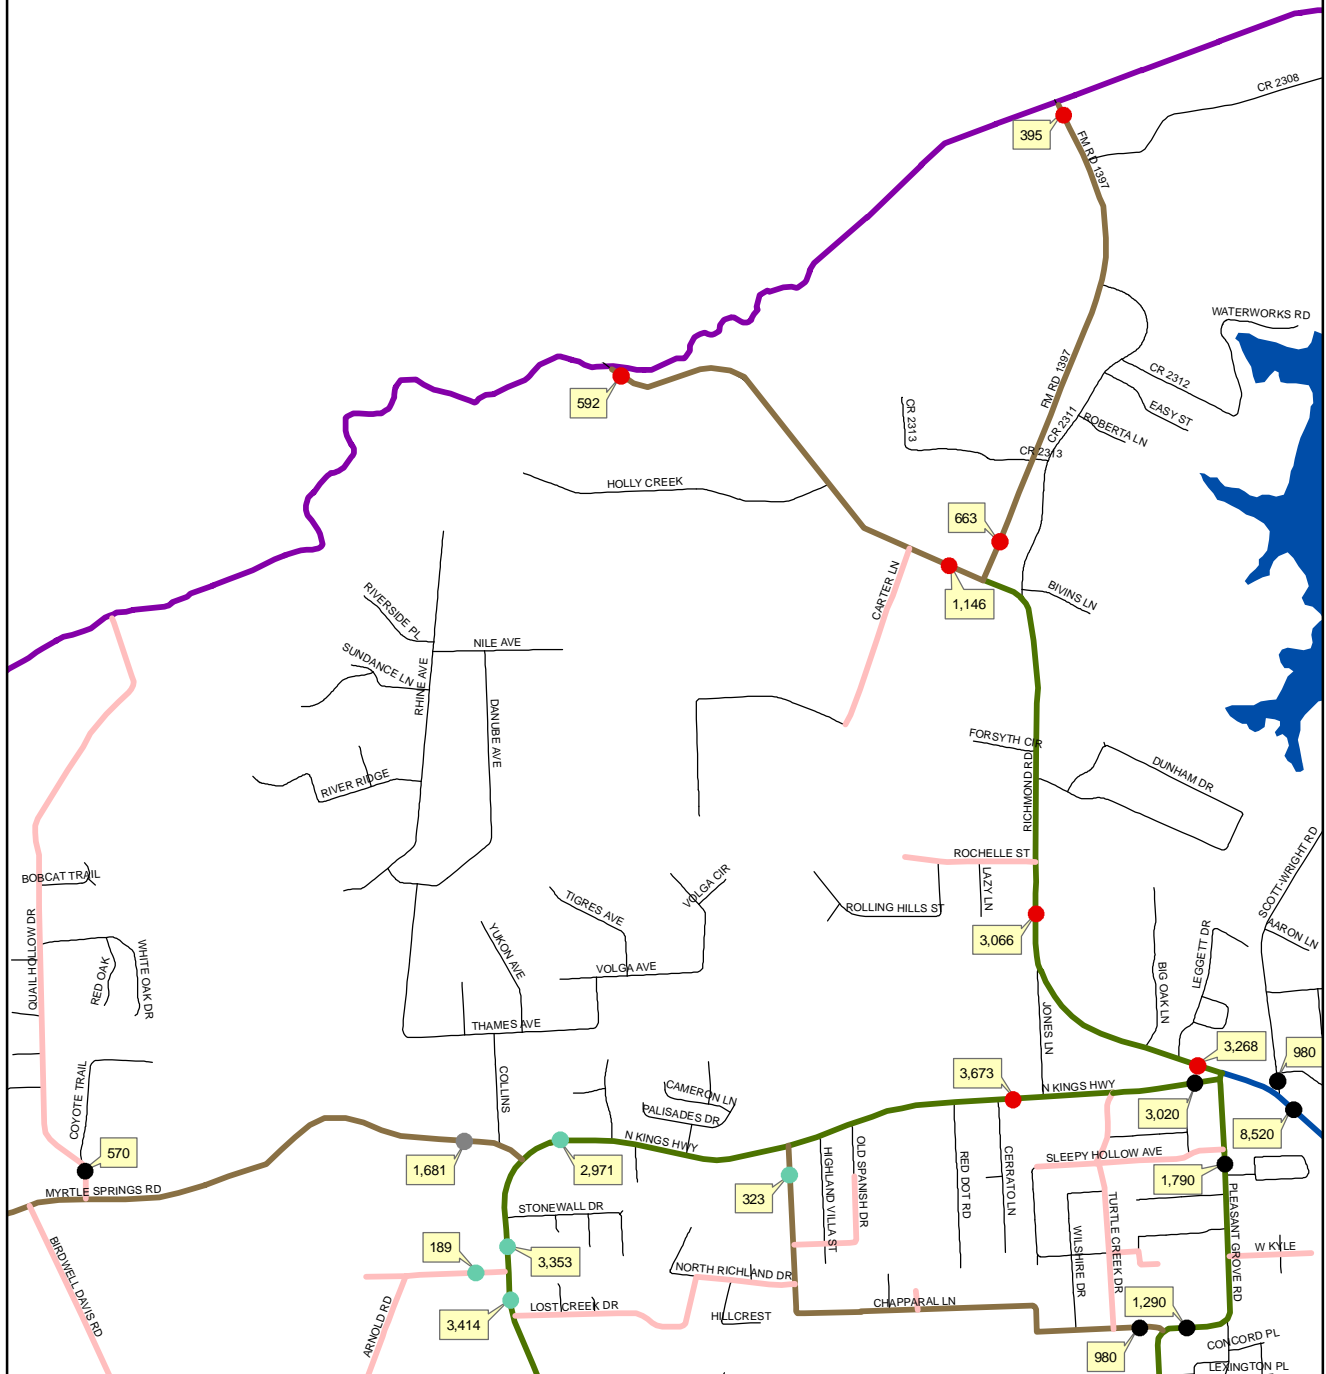 CR 2308
395
FM RD 1397
WATERWORKS RD
FM RD 1397
CR 2312
592
CR 2313
CR 2311
EASY ST
ROBERTA LN
CR 2313
HOLLY CREEK
663
CARTER LN
1,146
BIVINS LN
RIVERSIDE PL
NILE AVE
SUNDANCE LN
RHINE AVE
DANUBE AVE
FORSYTH CIR
RICHMOND RD
DUNHAM DR
RIVER RIDGE
ROCHELLE ST
LAZY LN
SCOTT-WRIGHT RD
BOBCAT TRAIL
VOLGA CIR
TIGRES AVE
ROLLING HILLS ST
QUAIL HOLLOW DR
WHITE OAK DR
RED OAK
YUKON AVE
VOLGA AVE
3,066
BIG OAK LN
LEGGETT DR
AARON LN
THAMES AVE
JONES LN
COLLINS
COYOTE TRAIL
3,268
980
3,673
N KINGS HWY
CAMERON LN
PALISADES DR
3,020
8,520
N KINGS HWY
570
1,681
2,971
SLEEPY HOLLOW AVE
1,790
MYRTLE SPRINGS RD
323
HIGHLAND VILLA ST
OLD SPANISH DR
RED DOT RD
CERRATO LN
STONEWALL DR
TURTLE CREEK DR
WILSHIRE DR
PLEASANT GROVE RD
W KYLE
BIRDWELL DAVIS RD
189
3,353
NORTH RICHLAND DR
ARNOLD RD
3,414
LOST CREEK DR
HILLCREST
CHAPPARAL LN
1,290
980
CONCORD PL
LEXINGTON PL